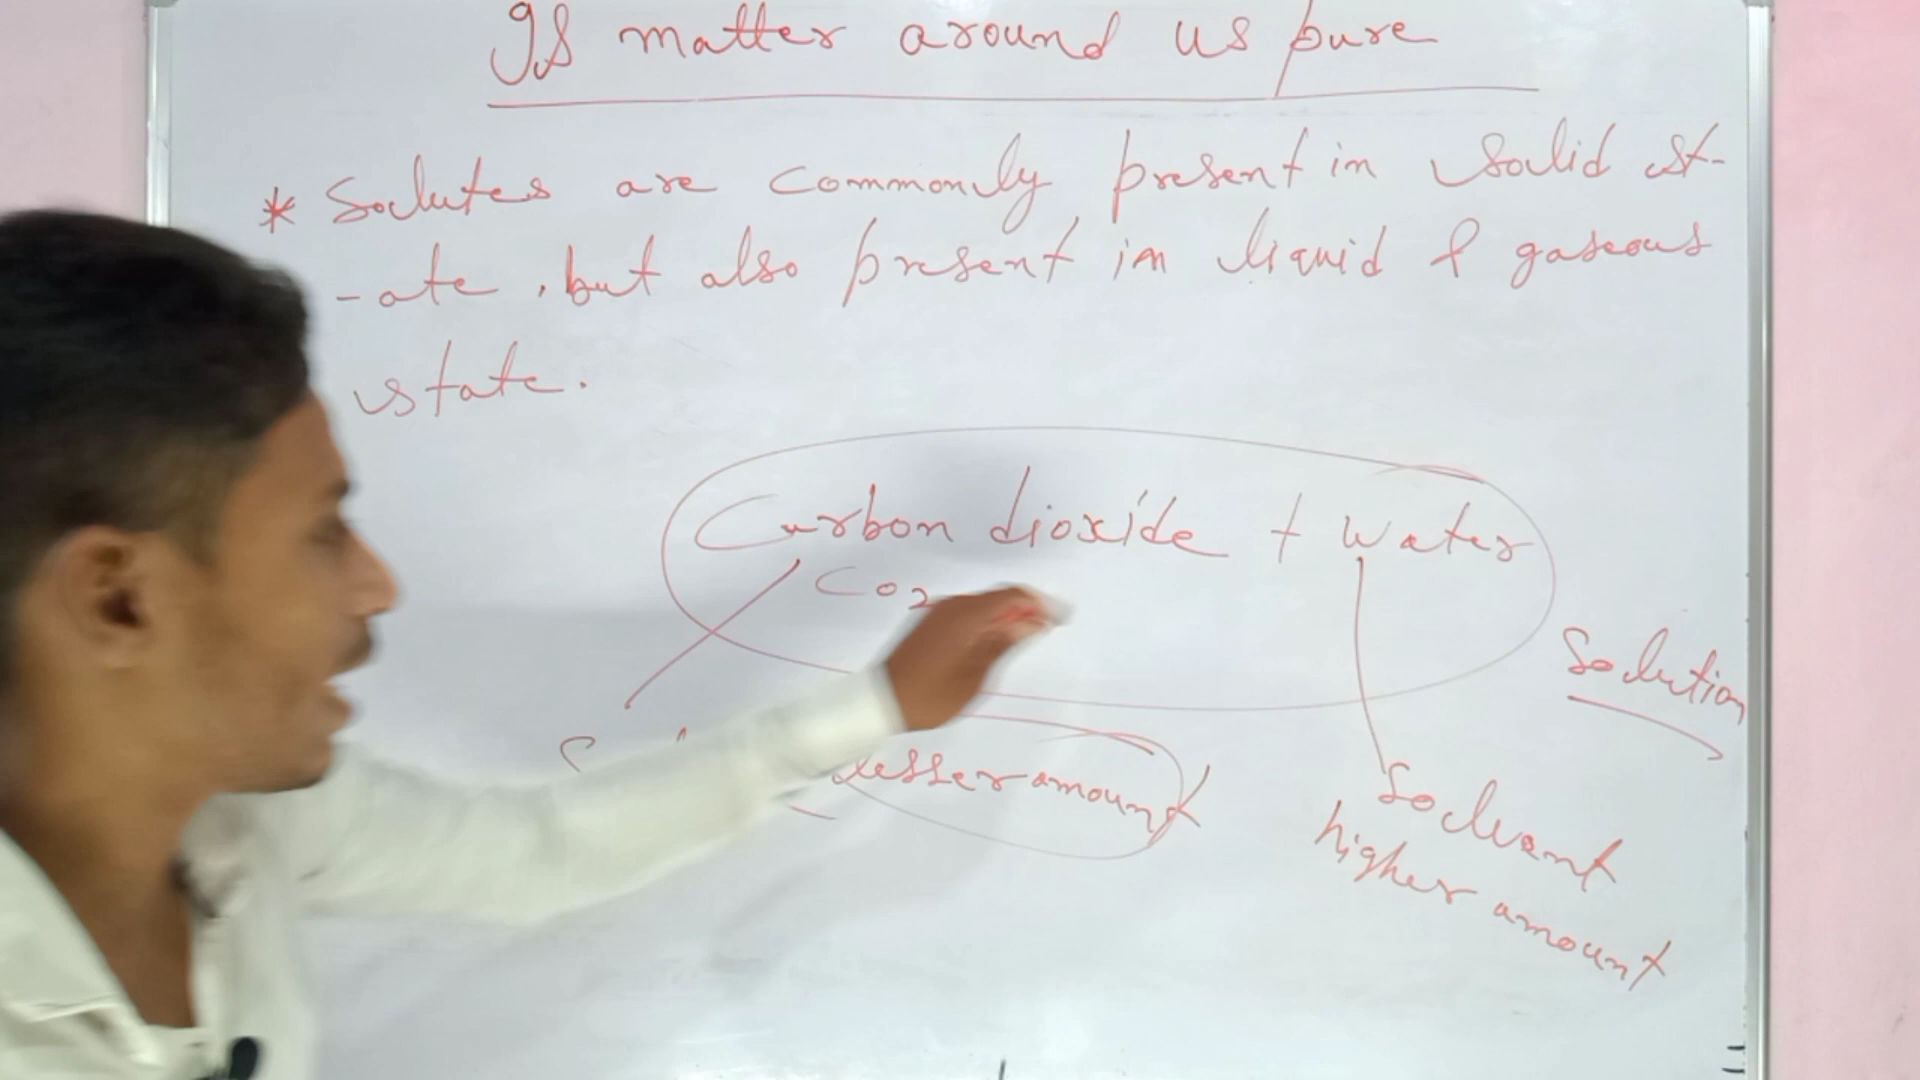 Is matter around us pure
* Solutes are commonly present in solid st-
-ate, but also present in liquid & gaseous
state.
Carbon dioxide + water
CO2
Solution
lesser amount
Solvent
higher amount